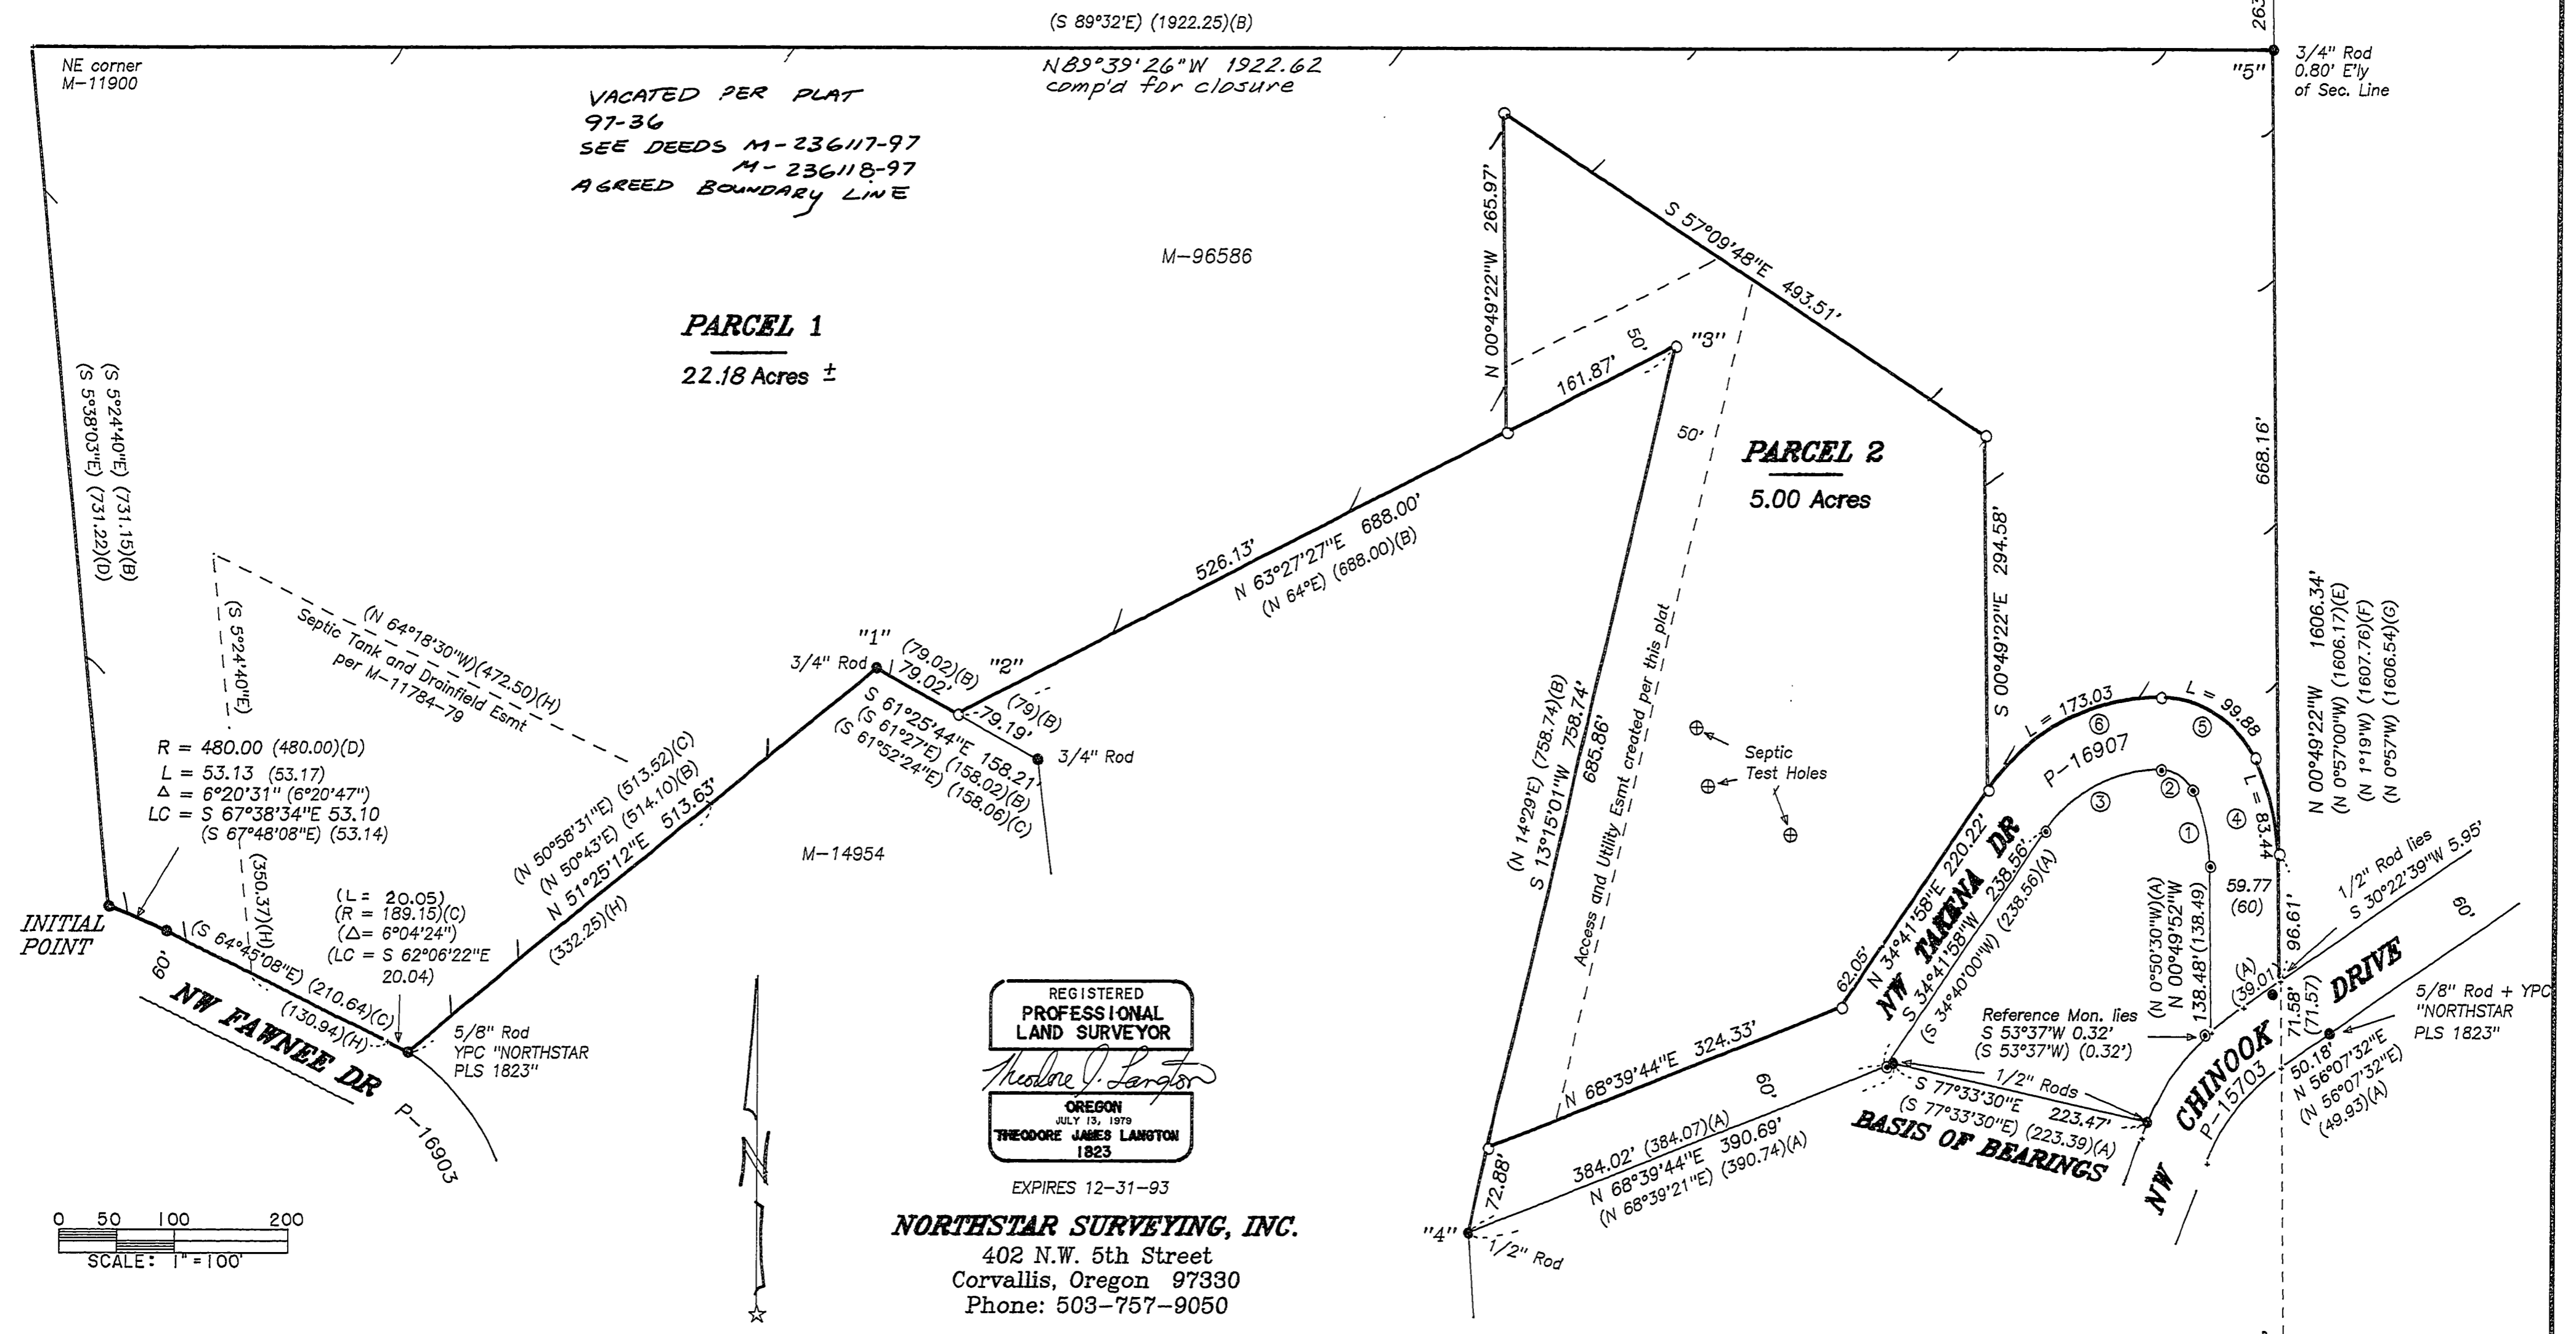 (S 89°32'E) (1922.25)(B)
263
NE corner
M-11900
N89°39'26"W 1922.62
comp'd for closure
"5"
3/4" Rod
0.80' E'ly
of Sec. Line
VACATED PER PLAT
97-36
SEE DEEDS M-236117-97
M-236118-97
AGREED BOUNDARY LINE
M-96586
PARCEL 1
22.18 Acres ±
N 00°49'22"W 265.97'
S 57°09'48"E 493.51'
"3"
50'
161.87'
50'
PARCEL 2
5.00 Acres
668.16'
(S 5°24'40"E) (731.15)(B)
(S 5°38'03"E) (731.22)(D)
526.13'
N 63°27'27"E 688.00'
(N 64°E) (688.00)(B)
S 00°49'22"E 294.58'
N 00°49'22"W 1606.34'
(N 0°57'00"W) (1606.17)(E)
(N 1°19'W) (1607.76)(F)
(N 0°57'W) (1606.54)(G)
(S 5°24'40"E)
(N 64°18'30"W)(472.50)(H)
Septic Tank and Drainfield Esmt
per M-11784-79
"1"
3/4" Rod
(79.02)(B)
79.02'
"2"
(79)(B)
79.19'
3/4" Rod
S 61°25'44"E 158.21'
(S 61°27'E) (158.02)(B)
(S 61°52'24"E) (158.06)(C)
R = 480.00 (480.00)(D)
L = 53.13 (53.17)
Δ = 6°20'31" (6°20'47")
LC = S 67°38'34"E 53.10
(S 67°48'08"E) (53.14)
(350.37)(H)
(N 50°58'31"E) (513.52)(C)
(N 50°43'E) (514.10)(B)
N 51°25'12"E 513.63'
(332.25)(H)
M-14954
(N 14°29'E) (758.74)(B)
S 13°15'01"W 758.74'
685.86'
Access and Utility Esmt created per this plat
Septic
Test Holes
L = 173.03
⑥
L = 99.88
⑤
P-16907
③
②
①
④
L = 83.44
INITIAL
POINT
(L = 20.05)
(R = 189.15)(C)
(Δ= 6°04'24")
(LC = S 62°06'22"E
20.04)
(S 64°45'08"E) (210.64)(C)
(130.94)(H)
60'
NW FAWNEE DR
P-16903
5/8" Rod
YPC "NORTHSTAR
PLS 1823"
62.05'
N 34°41'58"E 220.22'
NW TAKENA DR
S 34°41'58"W 238.56'
(S 34°40'00"W) (238.56)(A)
(N 0°50'30"W)(A)
N 00°49'52"W
138.48'(138.49)
59.77
(60)
96.61'
1/2" Rod lies
S 30°22'39"W 5.95'
60'
(A)
(39.01)
71.58'
(71.57)
Reference Mon. lies
S 53°37'W 0.32'
(S 53°37'W) (0.32')
NW CHINOOK DRIVE
P-15703
5/8" Rod + YPC
"NORTHSTAR
PLS 1823"
50.18'
N 56°07'32"E
(N 56°07'32"E)
(49.93)(A)
1/2" Rods
S 77°33'30"E 223.47'
(S 77°33'30"E) (223.39)(A)
BASIS OF BEARINGS
N 68°39'44"E 324.33'
60'
384.02' (384.07)(A)
N 68°39'44"E 390.69'
(N 68°39'21"E) (390.74)(A)
72.88'
"4"
1/2" Rod
REGISTERED
PROFESSIONAL
LAND SURVEYOR
Theodore J. Langton
OREGON
JULY 13, 1979
THEODORE JAMES LANGTON
1823
EXPIRES 12-31-93
N
0 50 100 200
SCALE: 1"=100'
NORTHSTAR SURVEYING, INC.
402 N.W. 5th Street
Corvallis, Oregon 97330
Phone: 503-757-9050